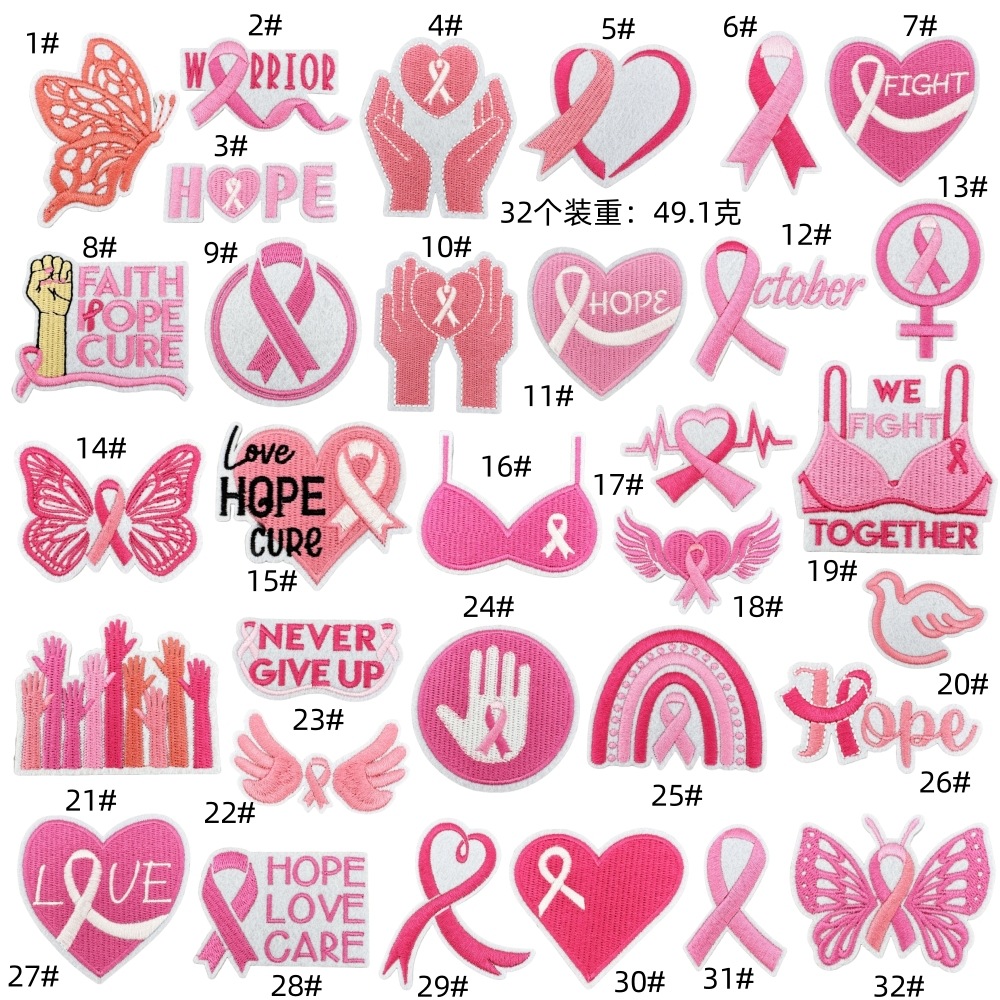 1#
2#
WRRIOR
3#
HOPE
4#
5#
6#
7#
FIGHT
32个装重：49.1克
8#
FAITH
HOPE
CURE
9#
10#
11#
HOPE
12#
ctober
13#
14#
15#
Love
HOPE
CURE
16#
17#
18#
19#
WE
FIGHT
TOGETHER
20#
21#
22#
23#
NEVER
GIVE UP
24#
25#
26#
Hope
27#
LOVE
28#
HOPE
LOVE
CARE
29#
30#
31#
32#